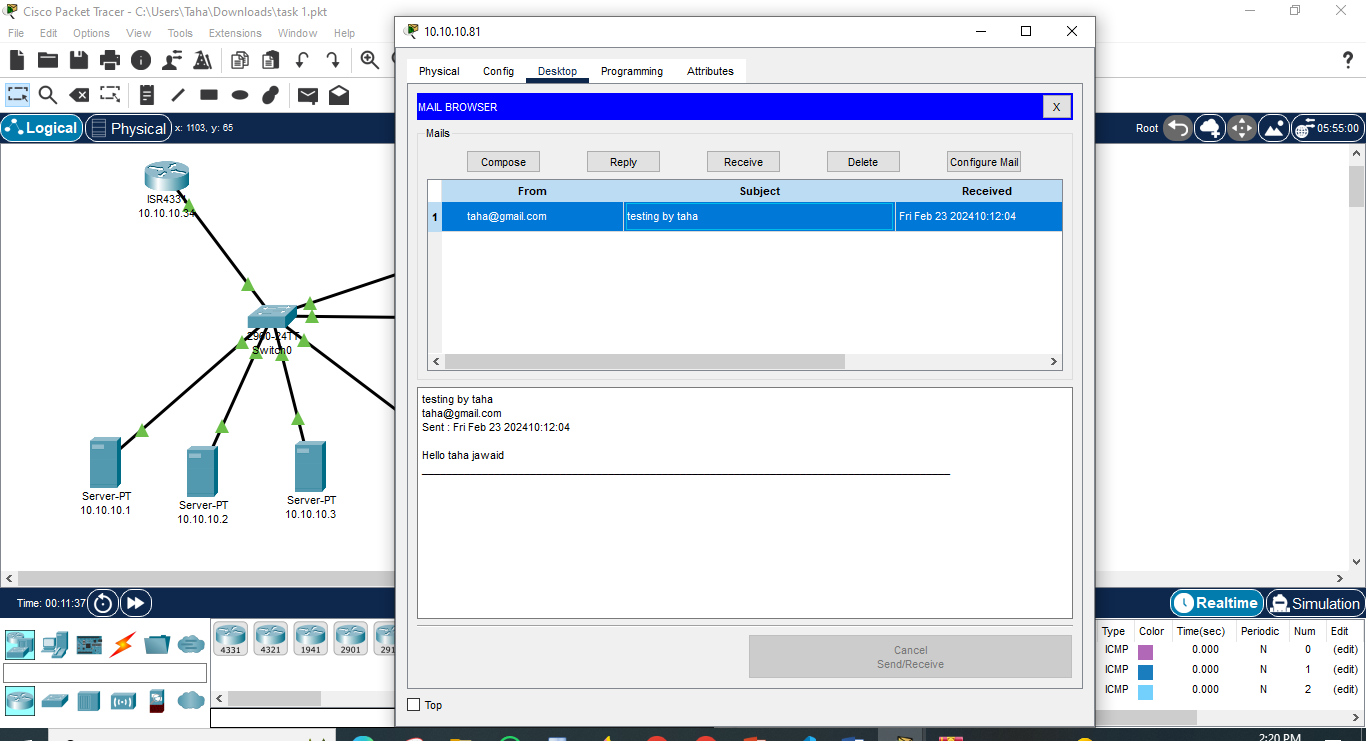 Cisco Packet Tracer - C:\Users\Taha\Downloads\task 1.pkt
File Edit Options View Tools Extensions Window Help
Logical Physical x: 1103, y: 65
Root 05:55:00
10.10.10.34
Switch0
Server-PT
10.10.10.1
Server-PT
10.10.10.2
Server-PT
10.10.10.3
10.10.10.81
Physical Config Desktop Programming Attributes
MAIL BROWSER X
Mails
Compose Reply Receive Delete Configure Mail
From Subject Received
1 taha@gmail.com testing by taha Fri Feb 23 202410:12:04
testing by taha
taha@gmail.com
Sent : Fri Feb 23 202410:12:04
Hello taha jawaid
Cancel
Send/Receive
Top
Time: 00:11:37
Realtime Simulation
4331 4321 1941 2901 291
Type Color Time(sec) Periodic Num Edit
ICMP 0.000 N 0 (edit)
ICMP 0.000 N 1 (edit)
ICMP 0.000 N 2 (edit)
2:20 PM